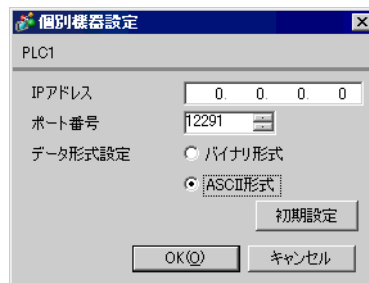 個別機器設定
PLC1
IPアドレス 0. 0. 0. 0
ポート番号 12291
データ形式設定 バイナリ形式
ASCII形式
初期設定
OK(O) キャンセル